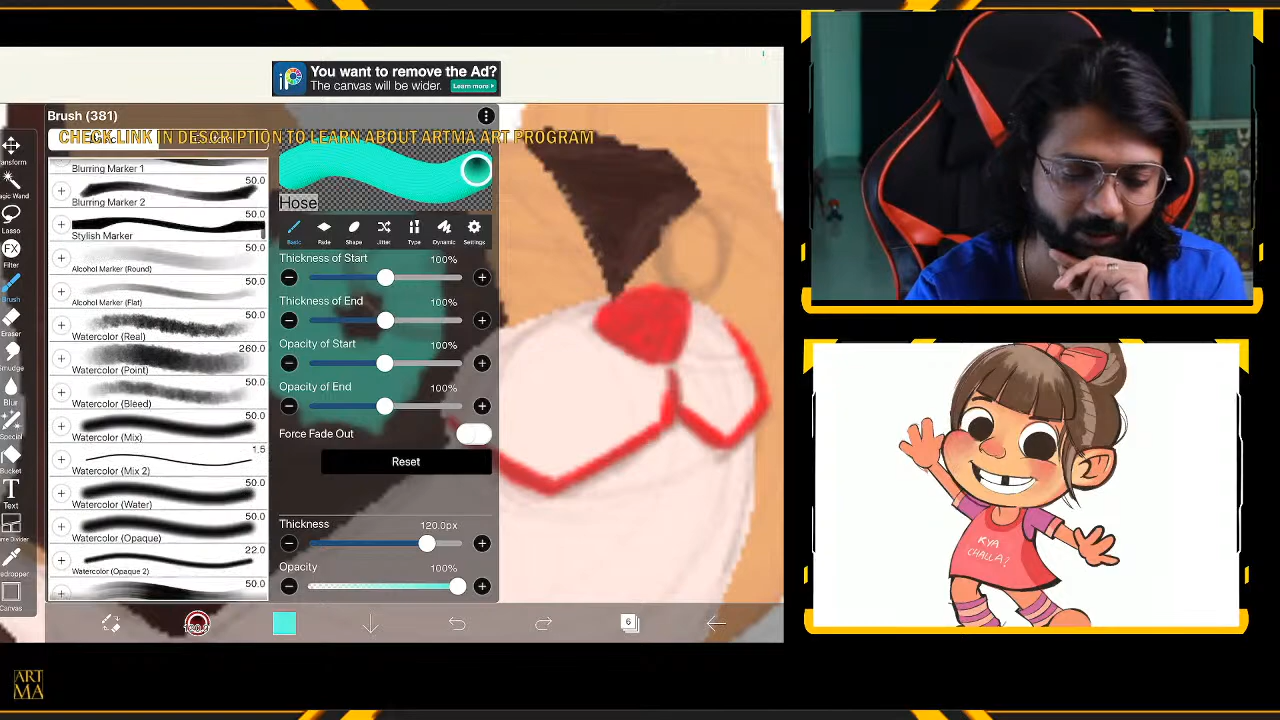 You want to remove the Ad?
The canvas will be wider.
Learn more
Brush (381)
CHECK LINK IN DESCRIPTION TO LEARN ABOUT ARTMA ART PROGRAM
Transform
Magic Wand
Lasso
FX
Filter
Brush
Eraser
Smudge
Blur
Special
Bucket
T
Text
Eyedropper
Canvas
Blurring Marker 1
50.0
Blurring Marker 2
50.0
Stylish Marker
50.0
Alcohol Marker (Round)
50.0
Alcohol Marker (Flat)
50.0
Watercolor (Real)
260.0
Watercolor (Point)
50.0
Watercolor (Bleed)
50.0
Watercolor (Mix)
1.5
Watercolor (Mix 2)
50.0
Watercolor (Water)
50.0
Watercolor (Opaque)
22.0
Watercolor (Opaque 2)
50.0
Hose
Basic
Fade
Shape
Jitter
Type
Dynamic
Settings
Thickness of Start 100%
Thickness of End 100%
Opacity of Start 100%
Opacity of End 100%
Force Fade Out
Reset
Thickness 120.0px
Opacity 100%
120.0
6
KYA
CHALLA?
ART
MA